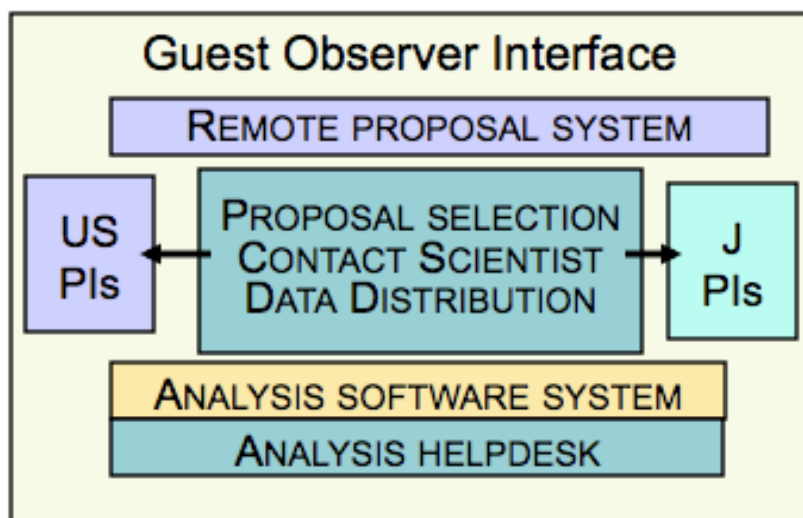 Guest Observer Interface
REMOTE PROPOSAL SYSTEM
US
PIs
PROPOSAL SELECTION
CONTACT SCIENTIST
DATA DISTRIBUTION
J
PIs
ANALYSIS SOFTWARE SYSTEM
ANALYSIS HELPDESK